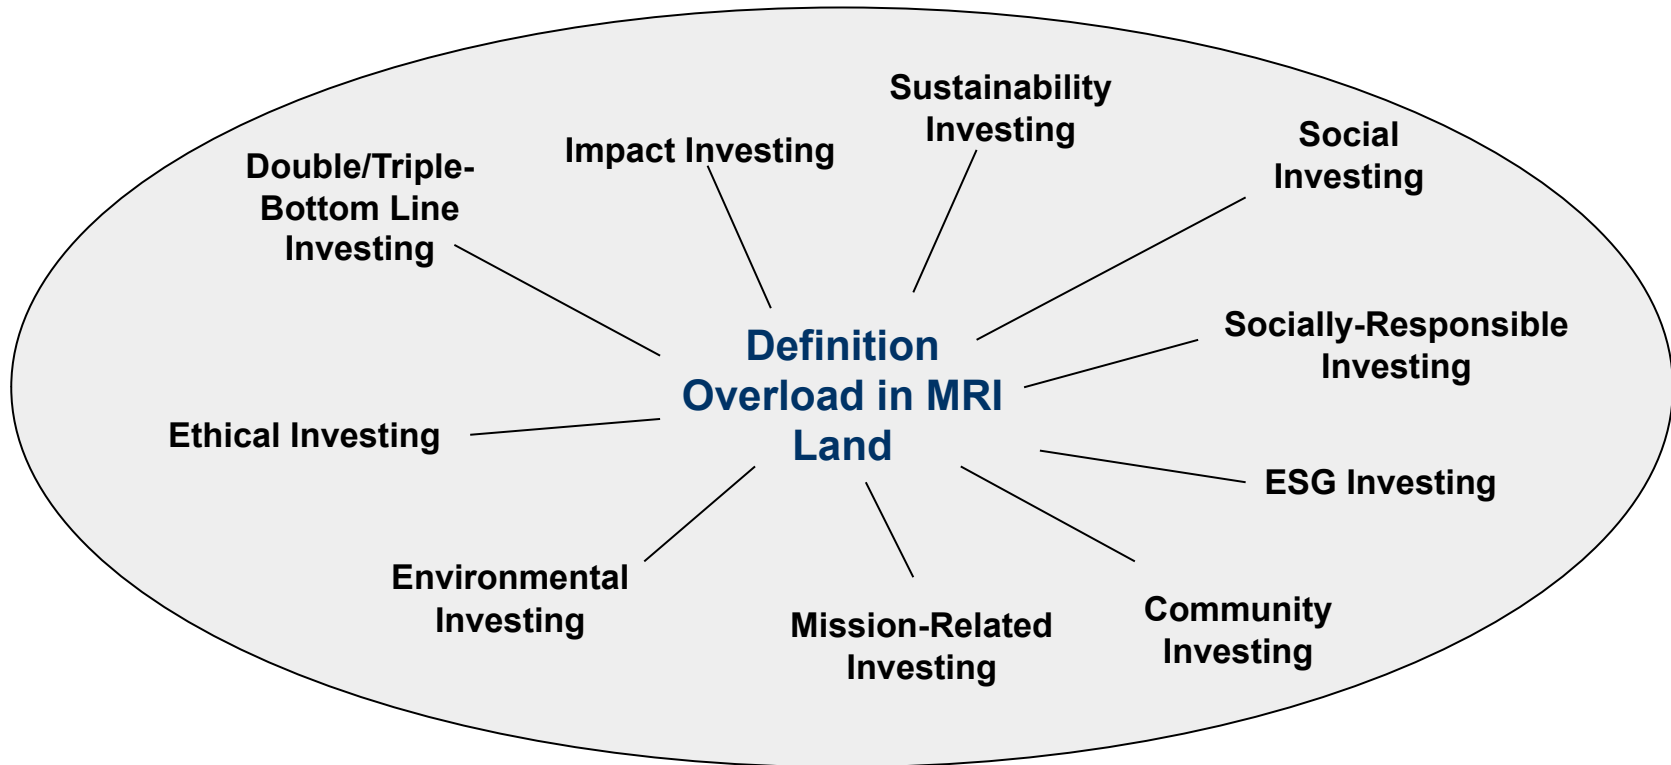 Sustainability
Investing
Social
Investing
Impact Investing
Double/Triple-
Bottom Line
Investing
Definition
Overload in MRI
Land
Socially-Responsible
Investing
Ethical Investing
ESG Investing
Environmental
Investing
Mission-Related
Investing
Community
Investing